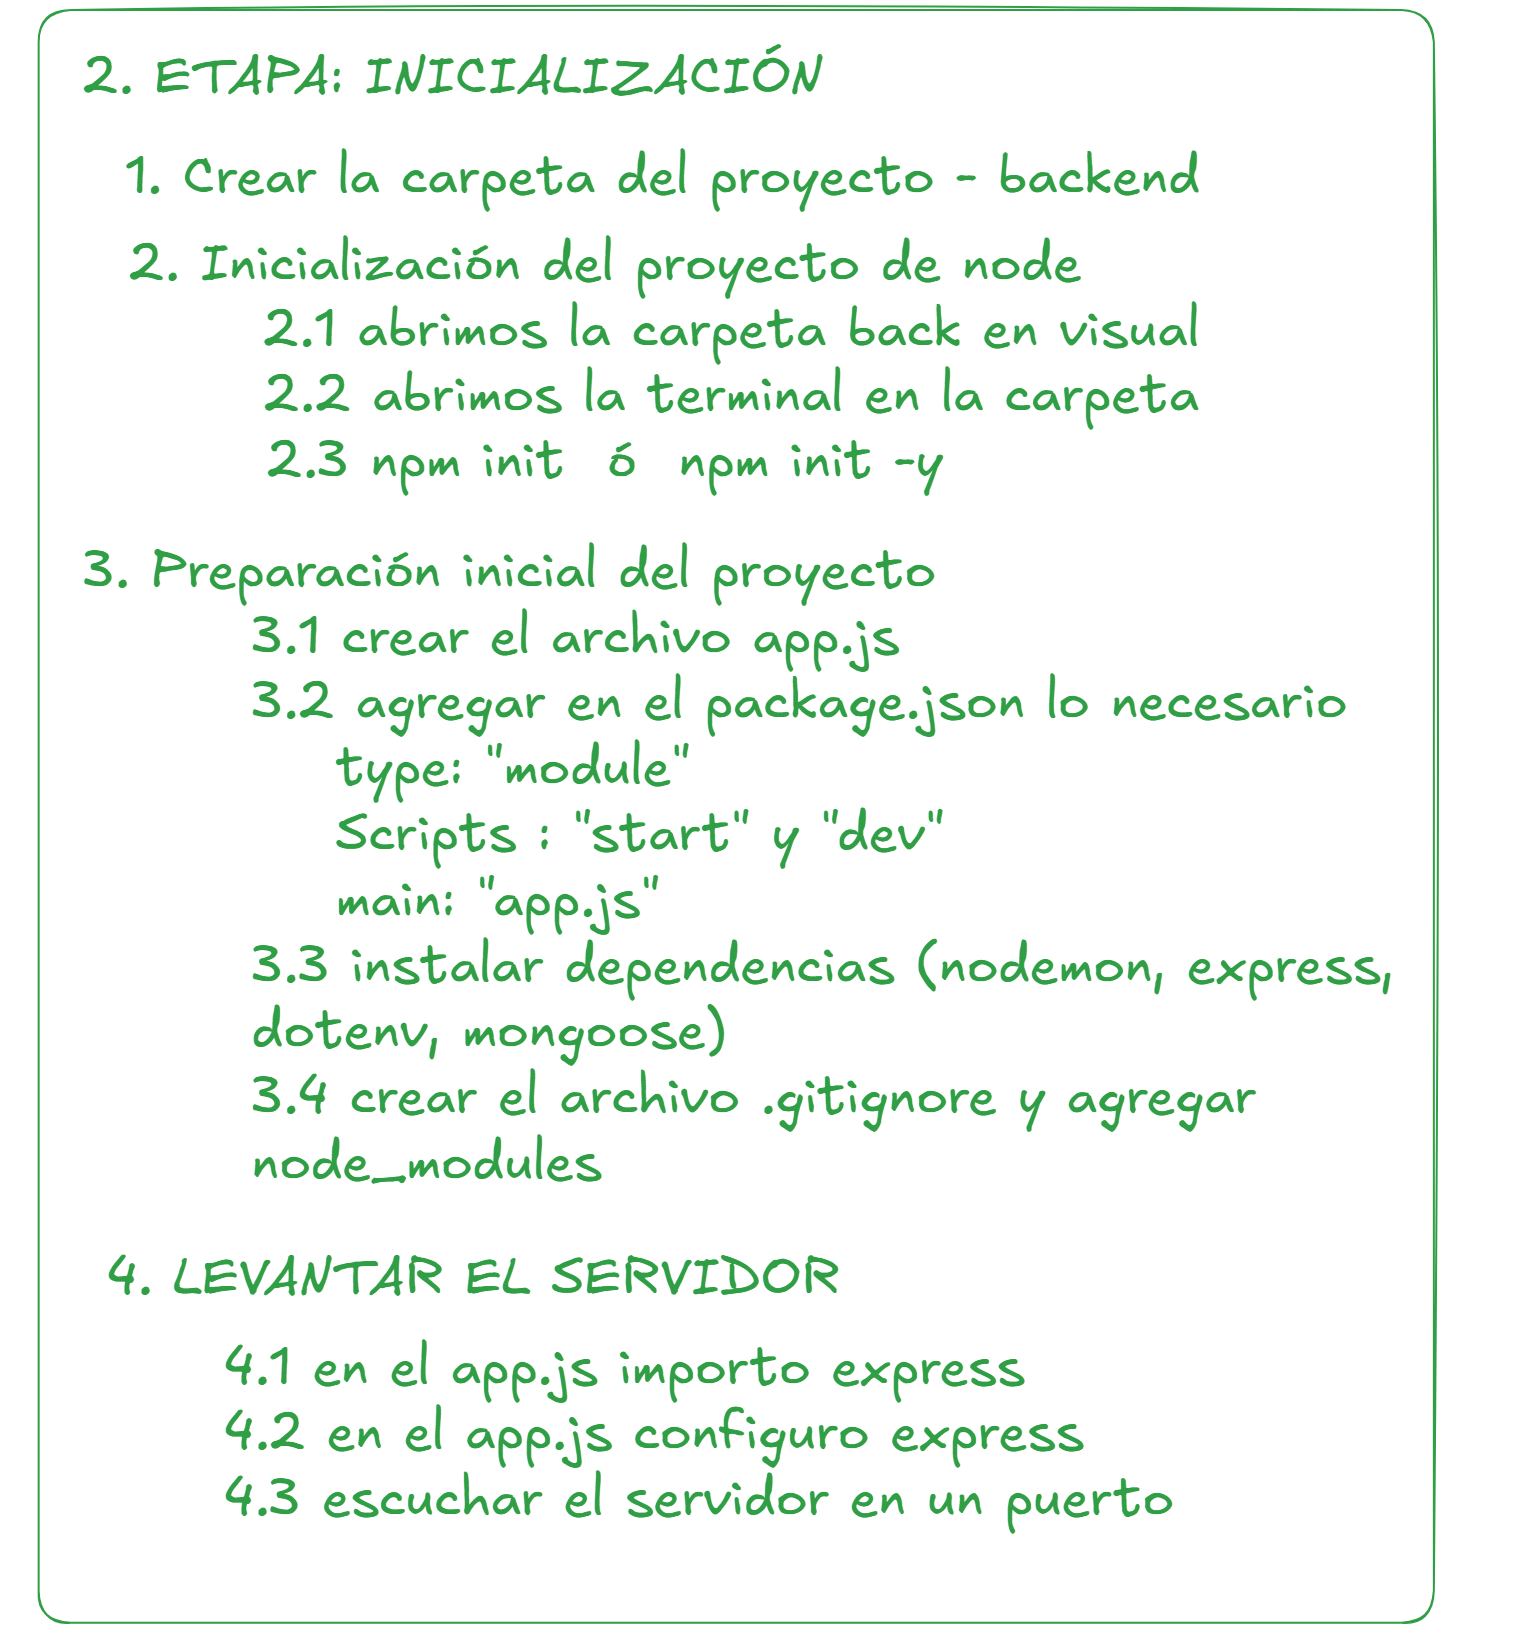 2. ETAPA: INICIALIZACIÓN
1. Crear la carpeta del proyecto - backend
2. Inicialización del proyecto de node
2.1 abrimos la carpeta back en visual
2.2 abrimos la terminal en la carpeta
2.3 npm init ó npm init -y
3. Preparación inicial del proyecto
3.1 crear el archivo app.js
3.2 agregar en el package.json lo necesario
type: "module"
Scripts : "start" y "dev"
main: "app.js"
3.3 instalar dependencias (nodemon, express,
dotenv, mongoose)
3.4 crear el archivo .gitignore y agregar
node_modules
4. LEVANTAR EL SERVIDOR
4.1 en el app.js importo express
4.2 en el app.js configuro express
4.3 escuchar el servidor en un puerto